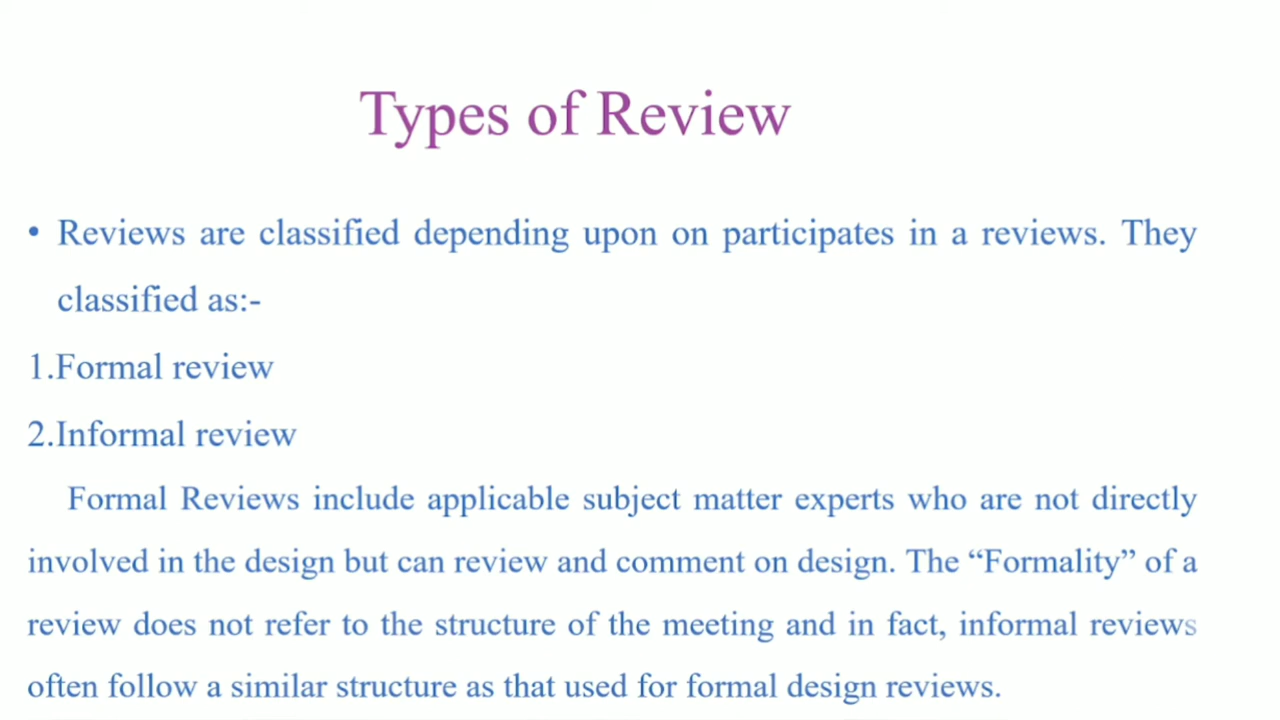 Types of Review
• Reviews are classified depending upon on participates in a reviews. They
classified as:-
1.Formal review
2.Informal review
Formal Reviews include applicable subject matter experts who are not directly
involved in the design but can review and comment on design. The “Formality” of a
review does not refer to the structure of the meeting and in fact, informal reviews
often follow a similar structure as that used for formal design reviews.